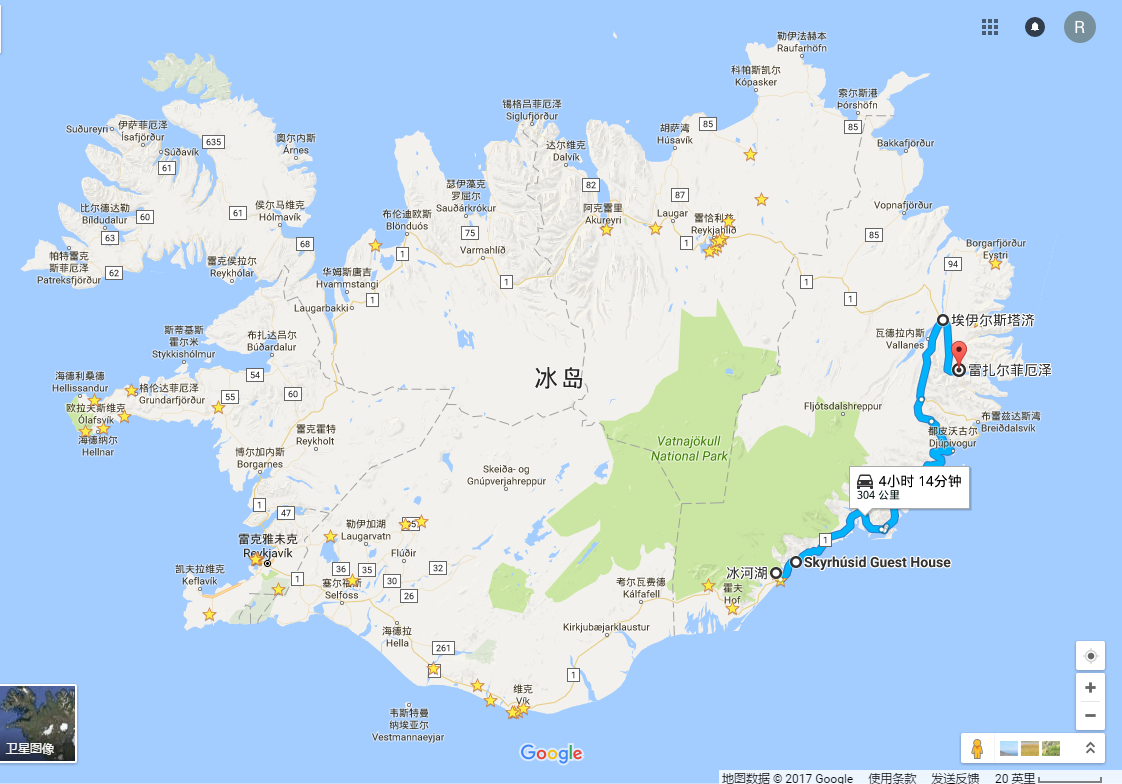 R
勒伊法赫本
Raufarhöfn
科帕斯凯尔
Kópasker
索尔斯港
Þórshöfn
锡格吕菲厄泽
Siglufjörður
85
85
Suðureyri
伊萨菲厄泽
Ísafjörður
635
奥尔内斯
Árnes
胡萨湾
Húsavík
Súðavík
61
达尔维克
Dalvík
Bakkafjörður
82
瑟伊藻克
罗屈尔
Sauðárkrókur
87
比尔德达勒
Bíldudalur
60
61
侯尔马维克
Hólmavík
布伦迪欧斯
Blönduós
阿克雷里
Akureyri
Laugar
雷恰利兹
Reykjahlíð
Vopnafjörður
63
75
85
68
1
Varmahlíð
1
Borgarfjörður
Eystri
帕特雷克
斯菲厄泽
Patreksfjörður
62
雷克侯拉尔
Reykhólar
华姆斯唐吉
Hvammstangi
94
1
1
1
1
Laugarbakki
埃伊尔斯塔济
斯蒂基斯
霍尔米
Stykkishólmur
布扎达吕尔
Búðardalur
瓦德拉内斯
Vallanes
雷扎尔菲厄泽
海德利桑德
Hellissandur
54
冰岛
格伦达菲厄泽
Grundarfjörður
55
60
欧拉夫斯维克
Ólafsvík
Fljótsdalshreppur
布雷兹达斯湾
Breiðdalsvík
海德纳尔
Hellnar
雷克霍特
Reykholt
都皮沃古尔
Djúpivogur
Vatnajökull
National Park
博尔加内斯
Borgarnes
Skeiða- og
Gnúpverjahreppur
4小时 14分钟
304 公里
1
47
勒伊加湖
Laugarvatn
35
雷克雅未克
Reykjavík
1
Flúðir
Skyrhúsid Guest House
冰河湖
凯夫拉维克
Keflavík
36
35
32
1
塞尔福斯
Selfoss
30
26
考尔瓦费德
Kálfafell
霍夫
Hof
海德拉
Hella
Kirkjubæjarklaustur
261
1
1
维克
Vík
韦斯特曼
纳埃亚尔
Vestmannaeyjar
卫星图像
Google
地图数据 © 2017 Google 使用条款 发送反馈 20 英里